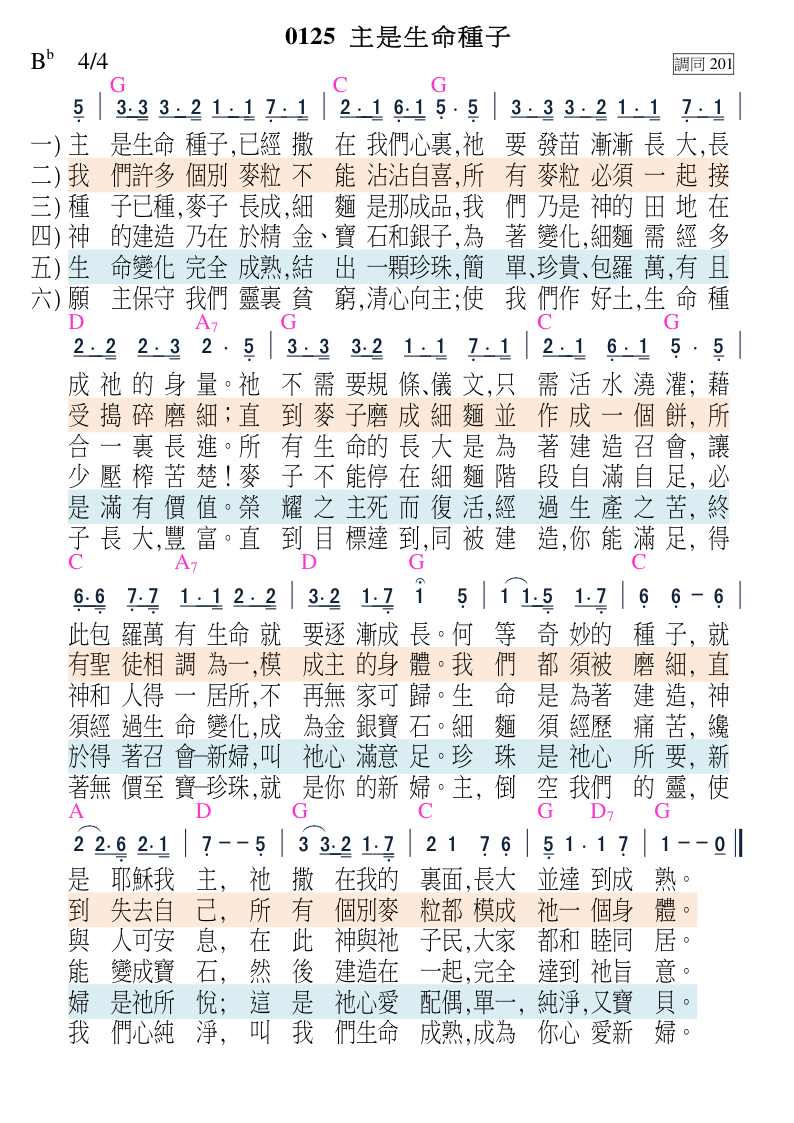 0125 主是生命種子
B♭ 4/4
調同 201
G C G
5 | 3·3 3·2 1·1 7·1 | 2·1 6·1 5·5 | 3·3 3·2 1·1 7·1 |
一) 主 是生命 種子,已經 撒 在 我們心裏,祂 要 發苗 漸漸 長 大,長
二) 我 們許多 個別 麥粒 不 能 沾沾自喜,所 有 麥粒 必須 一 起 接
三) 種 子已種,麥子 長成,細 麵 是那成品,我 們 乃是 神的 田 地 在
四) 神 的建造 乃在 於精 金、寶 石和銀子,為 著 變化,細麵 需 經 多
五) 生 命變化 完全 成熟,結 出 一顆珍珠,簡 單、珍貴、包羅 萬,有 且
六) 願 主保守 我們 靈裏 貧 窮,清心向主;使 我 們作 好土,生 命 種
D A7 G C G
2·2 2·3 2·5 | 3·3 3·2 1·1 7·1 | 2·1 6·1 5·5 |
成 祂 的 身 量。祂 不 需 要規 條、儀 文,只 需 活 水 澆 灌; 藉
受 搗 碎 磨 細; 直 到 麥 子磨 成 細 麵 並 作 成 一 個 餅, 所
合 一 裏 長 進。所 有 生 命的 長 大 是 為 著 建 造 召 會, 讓
少 壓 榨 苦 楚! 麥 子 不 能停 在 細 麵 階 段 自 滿 自 足, 必
是 滿 有 價 值。榮 耀 之 主死 而 復 活,經 過 生 產 之 苦, 終
子 長 大,豐 富。直 到 目 標達 到,同 被 建 造,你 能 滿 足, 得
C A7 D G C
6·6 7·7 1·1 2·2 | 3·2 1·7 1 5 | 1 1·5 1·7 | 6 6 - 6 |
此包 羅萬 有 生命 就 要逐 漸成 長。何 等 奇 妙的 種 子, 就
有聖 徒相 調 為一,模 成主 的身 體。我 們 都 須被 磨 細, 直
神和 人得 一 居所,不 再無 家可 歸。生 命 是 為著 建 造, 神
須經 過生 命 變化,成 為金 銀寶 石。細 麵 須 經歷 痛 苦, 纔
於得 著召 會─新婦,叫 祂心 滿意 足。珍 珠 是 祂心 所 要, 新
著無 價至 寶─珍珠,就 是你 的新 婦。主, 倒 空 我們 的 靈, 使
A D G C G D7 G
2 2·6 2·1 | 7 - - 5 | 3 3·2 1·7 | 2 1 7 6 | 5 1·1 7 | 1 - - 0 ‖
是 耶穌我 主, 祂 撒 在我的 裏面,長大 並達 到成 熟。
到 失去自 己, 所 有 個別麥 粒都 模成 祂一 個身 體。
與 人可安 息, 在 此 神與祂 子民,大家 都和 睦同 居。
能 變成寶 石, 然 後 建造在 一起,完全 達到 祂旨 意。
婦 是祂所 悅; 這 是 祂心愛 配偶,單一, 純淨,又寶 貝。
我 們心純 淨, 叫 我 們生命 成熟,成為 你心 愛新 婦。